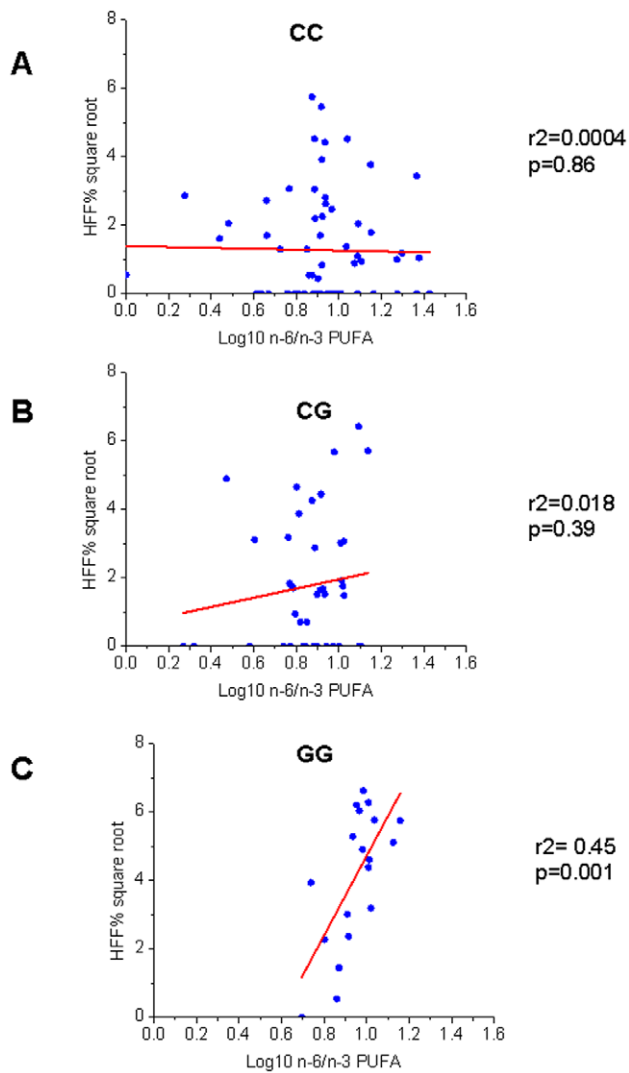 A
CC
8
6
4
2
0
HFF% square root
0.0 0.2 0.4 0.6 0.8 1.0 1.2 1.4 1.6
Log10 n-6/n-3 PUFA
r2=0.0004
p=0.86
B
CG
8
6
4
2
0
HFF% square root
0.0 0.2 0.4 0.6 0.8 1.0 1.2 1.4 1.6
Log10 n-6/n-3 PUFA
r2=0.018
p=0.39
C
GG
8
6
4
2
0
HFF% square root
0.0 0.2 0.4 0.6 0.8 1.0 1.2 1.4 1.6
Log10 n-6/n-3 PUFA
r2= 0.45
p=0.001